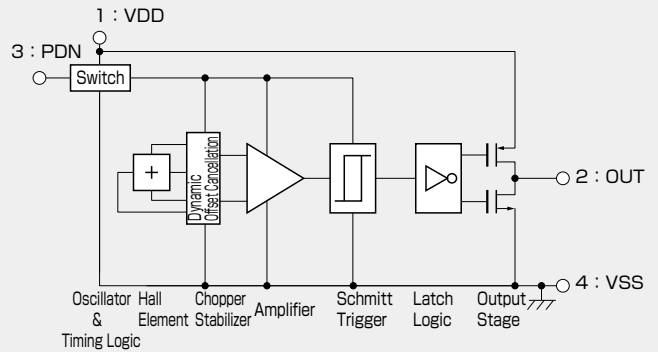 1 : VDD
3 : PDN
Switch
+
Dynamic
Offset Cancellation
2 : OUT
4 : VSS
Oscillator
&
Timing Logic
Hall
Element
Chopper
Stabilizer
Amplifier
Schmitt
Trigger
Latch
Logic
Output
Stage